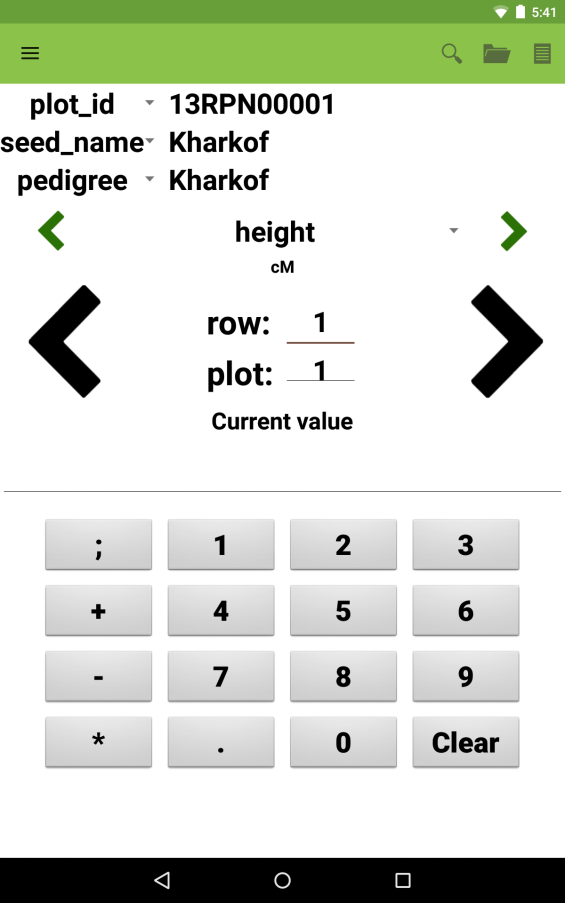 5:41
plot_id 13RPN00001
seed_name Kharkof
pedigree Kharkof
height
cM
row: 1
plot: 1
Current value
; 1 2 3
+ 4 5 6
- 7 8 9
* . 0 Clear